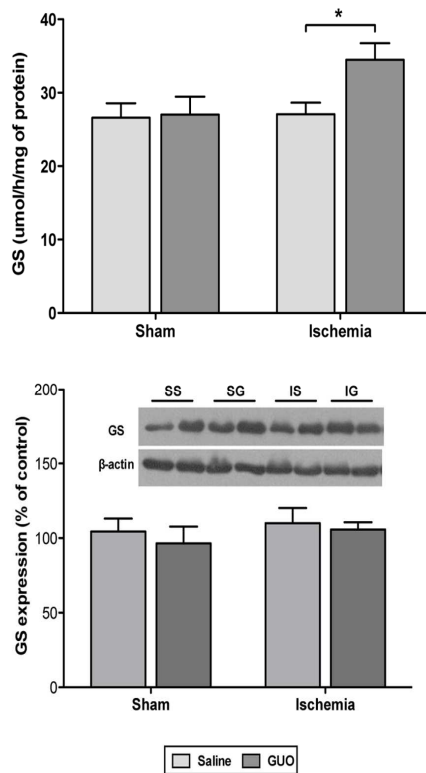 *
40
30
20
10
0
GS (umol/h/mg of protein)
Sham Ischemia
200
150
100
50
0
GS expression (% of control)
SS SG IS IG
GS
β-actin
Sham Ischemia
Saline GUO